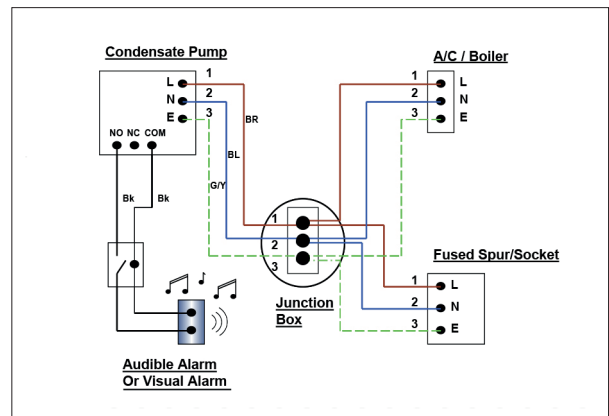 Condensate Pump
A/C / Boiler
L
N
E
1
2
3
NO NC COM
BR
BL
G/Y
Bk
Bk
1
2
3
L
N
E
1
2
3
Junction
Box
Fused Spur/Socket
1
2
3
L
N
E
Audible Alarm
Or Visual Alarm